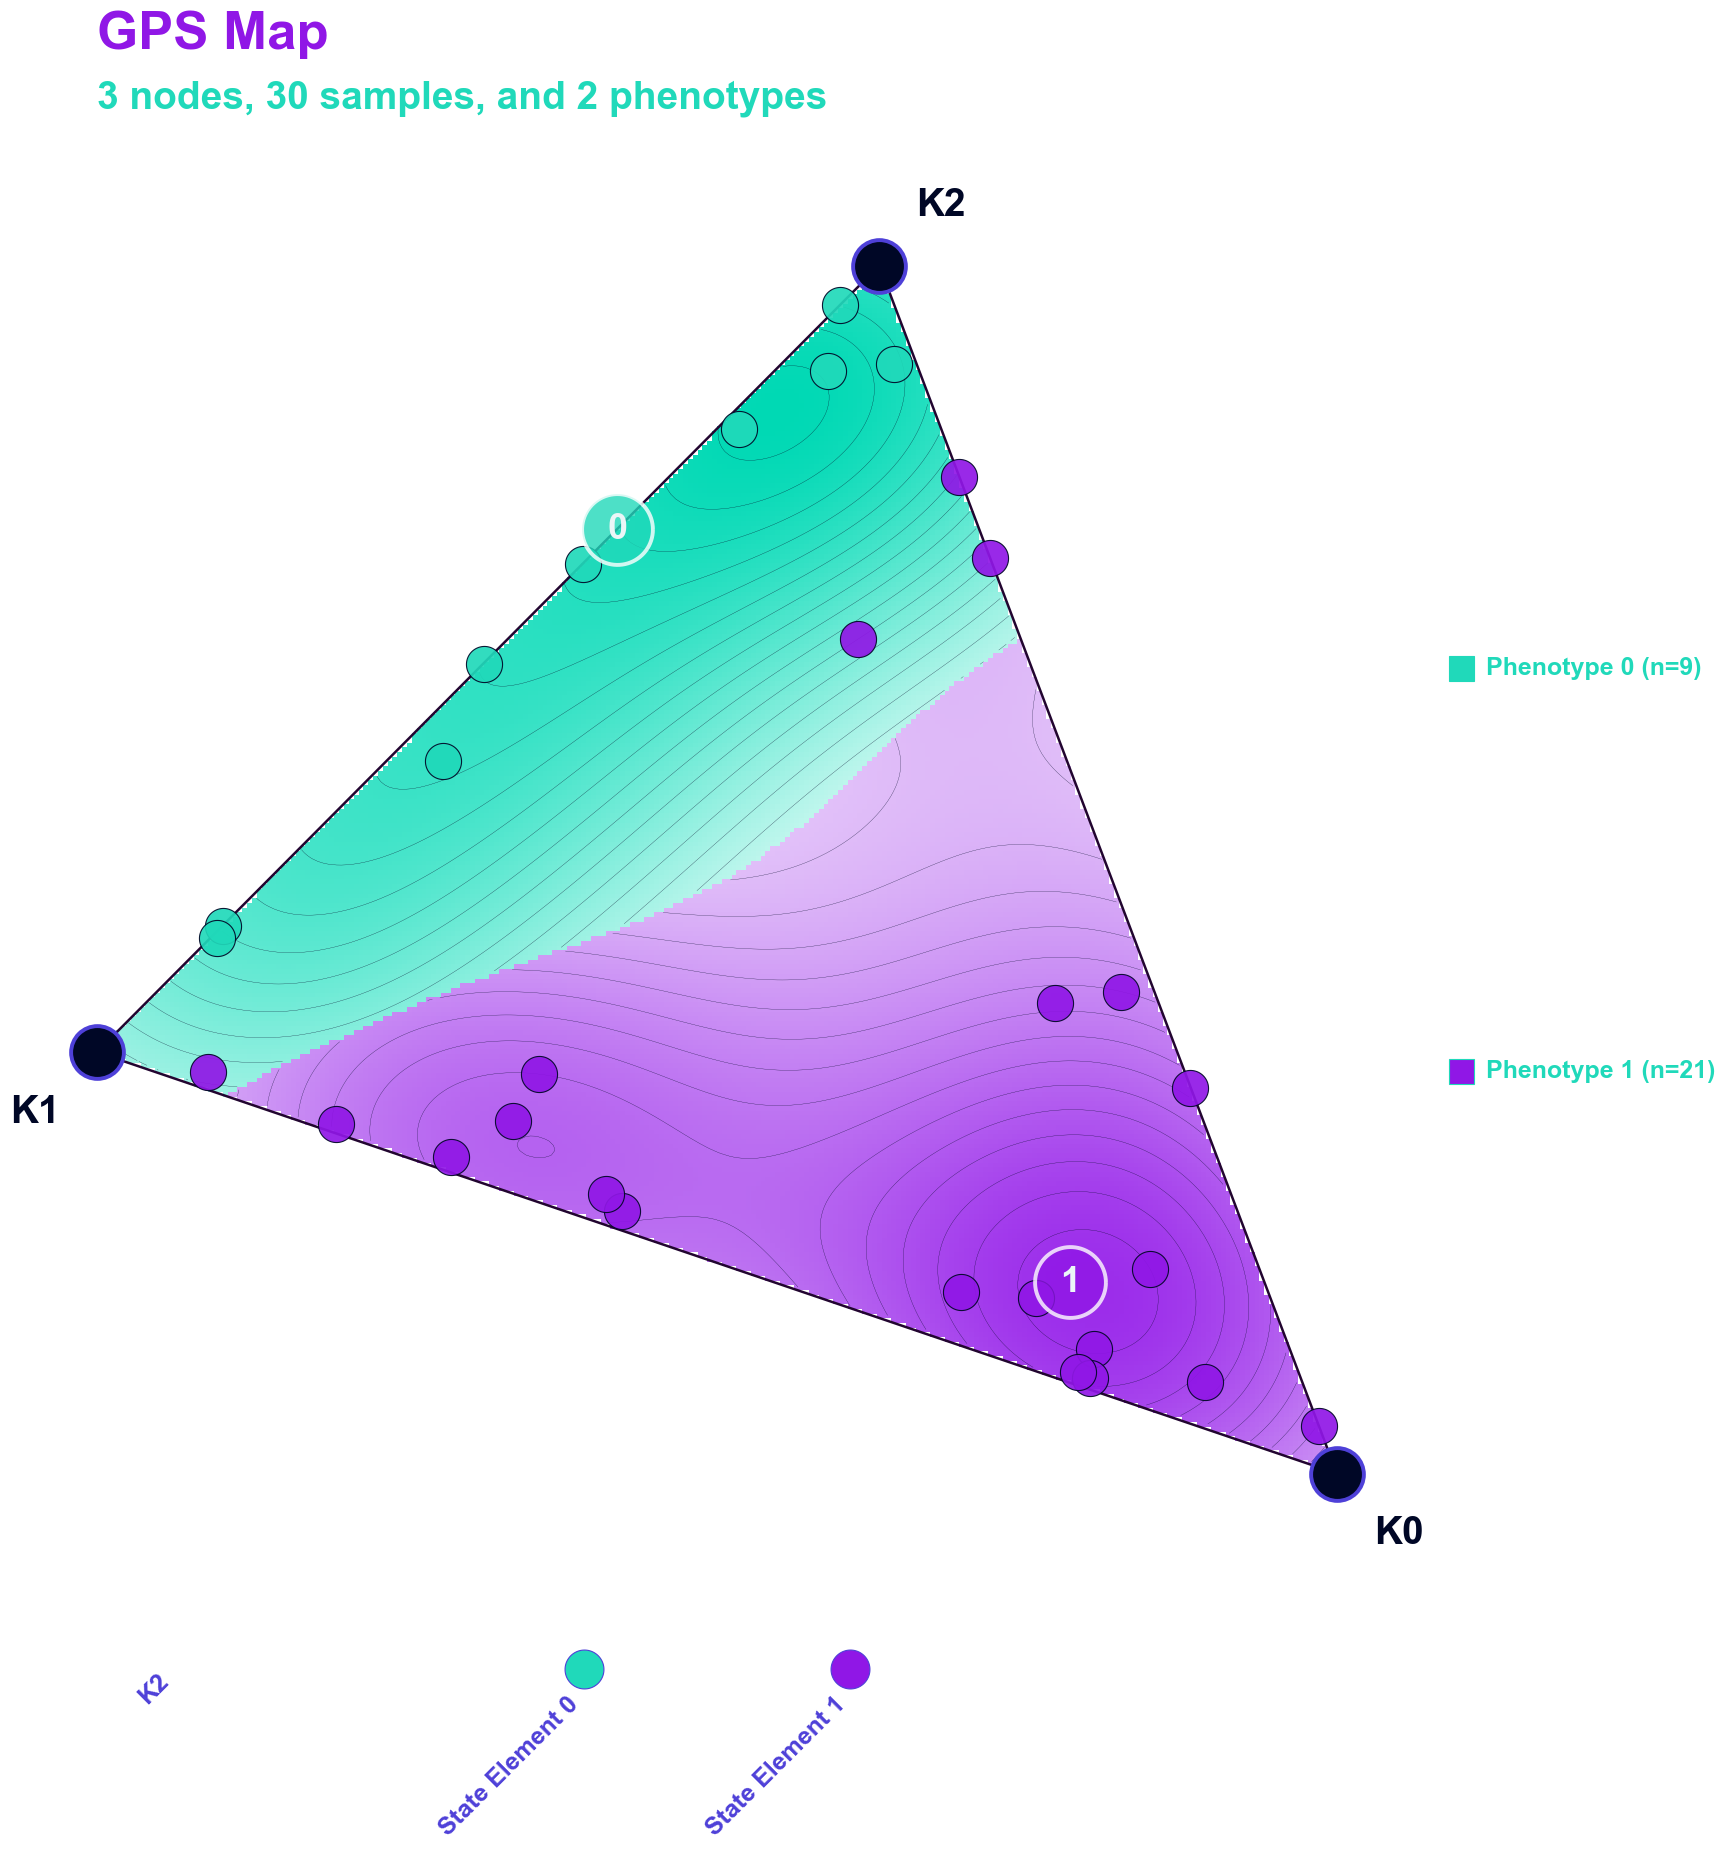 GPS Map
3 nodes, 30 samples, and 2 phenotypes
K2
0
Phenotype 0 (n=9)
Phenotype 1 (n=21)
K1
1
K0
K2
State Element 0
State Element 1